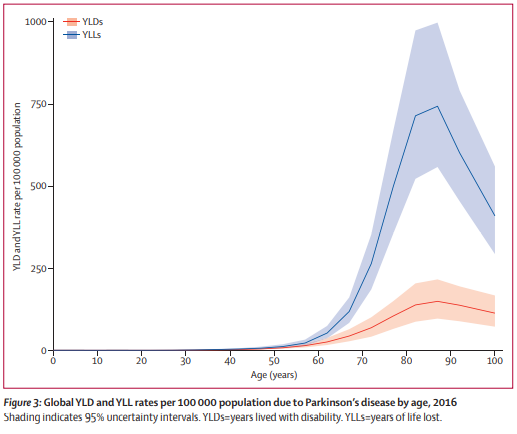 YLDs
YLLs
1000
750
500
250
0
YLD and YLL rate per 100 000 population
0 10 20 30 40 50 60 70 80 90 100
Age (years)
Figure 3: Global YLD and YLL rates per 100 000 population due to Parkinson's disease by age, 2016
Shading indicates 95% uncertainty intervals. YLDs=years lived with disability. YLLs=years of life lost.